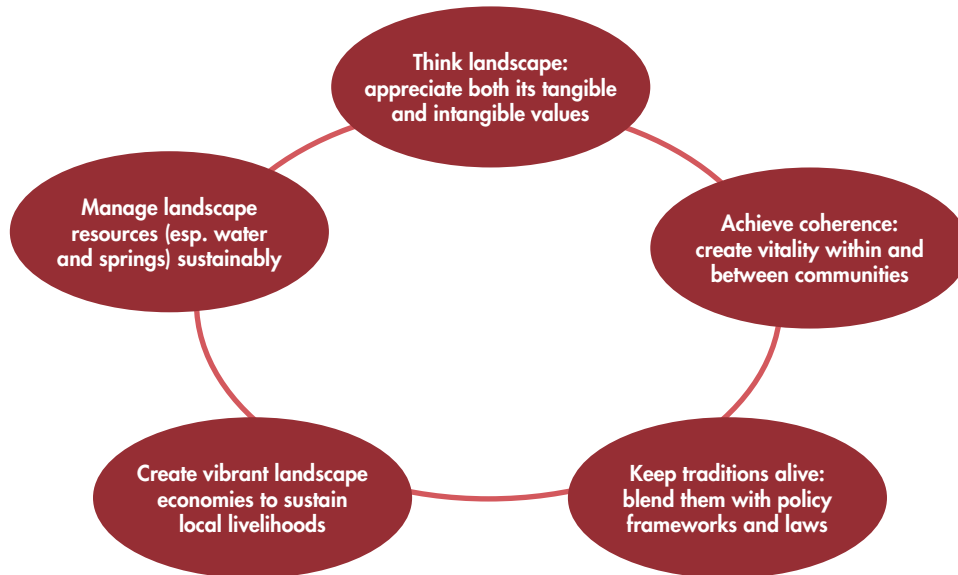 Think landscape:
appreciate both its tangible
and intangible values
Achieve coherence:
create vitality within and
between communities
Keep traditions alive:
blend them with policy
frameworks and laws
Create vibrant landscape
economies to sustain
local livelihoods
Manage landscape
resources (esp. water
and springs) sustainably